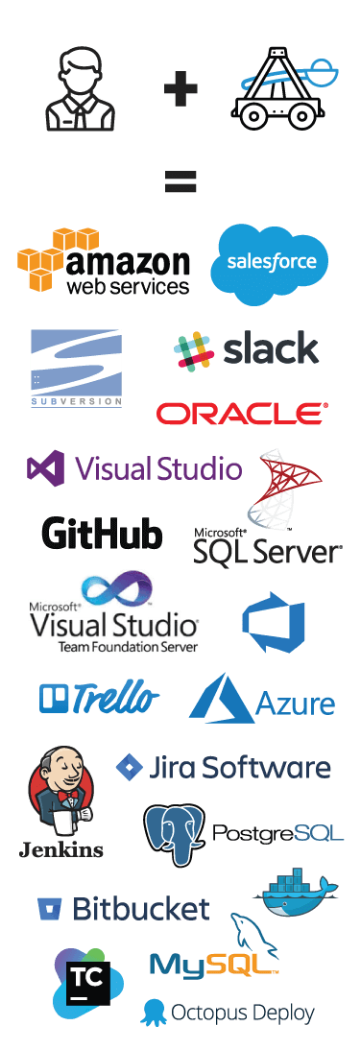 +
=
amazon
web services
salesforce
SUBVERSION
slack
ORACLE®
Visual Studio
GitHub
Microsoft®
SQL Server®
Microsoft®
Visual Studio®
Team Foundation Server
Trello
Azure
Jira Software
Jenkins
PostgreSQL
Bitbucket
MySQL™
TC
Octopus Deploy